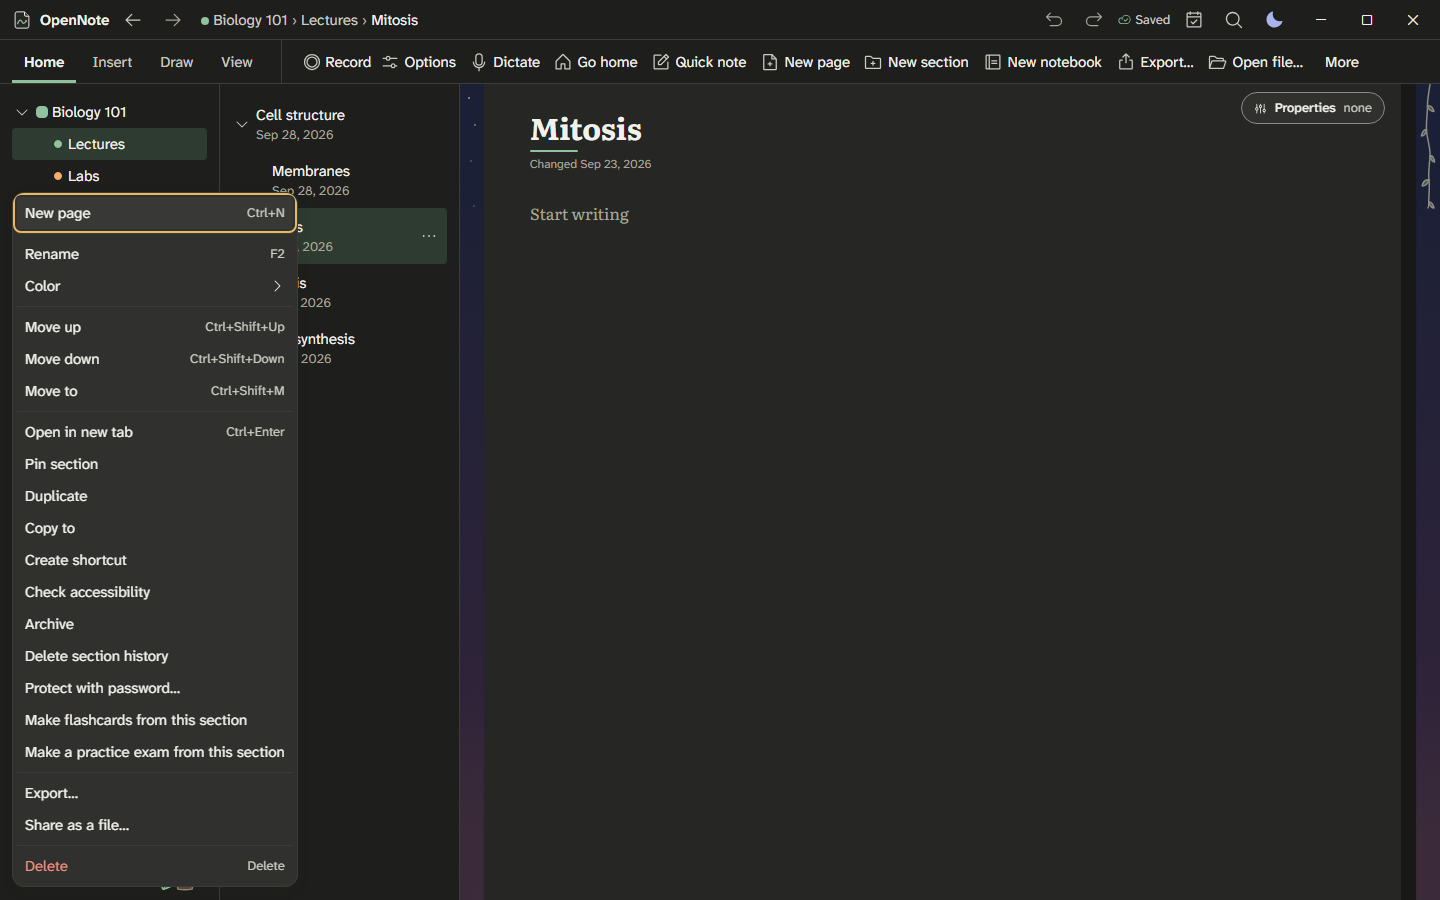 OpenNote
Biology 101 › Lectures › Mitosis
Saved
Home
Insert
Draw
View
Record
Options
Dictate
Go home
Quick note
New page
New section
New notebook
Export...
Open file...
More
Biology 101
Lectures
Labs
Cell structure
Sep 28, 2026
Membranes
Sep 28, 2026
s
2026
is
2026
synthesis
2026
New page Ctrl+N
Rename F2
Color
Move up Ctrl+Shift+Up
Move down Ctrl+Shift+Down
Move to Ctrl+Shift+M
Open in new tab Ctrl+Enter
Pin section
Duplicate
Copy to
Create shortcut
Check accessibility
Archive
Delete section history
Protect with password...
Make flashcards from this section
Make a practice exam from this section
Export...
Share as a file...
Delete Delete
Properties none
Mitosis
Changed Sep 23, 2026
Start writing